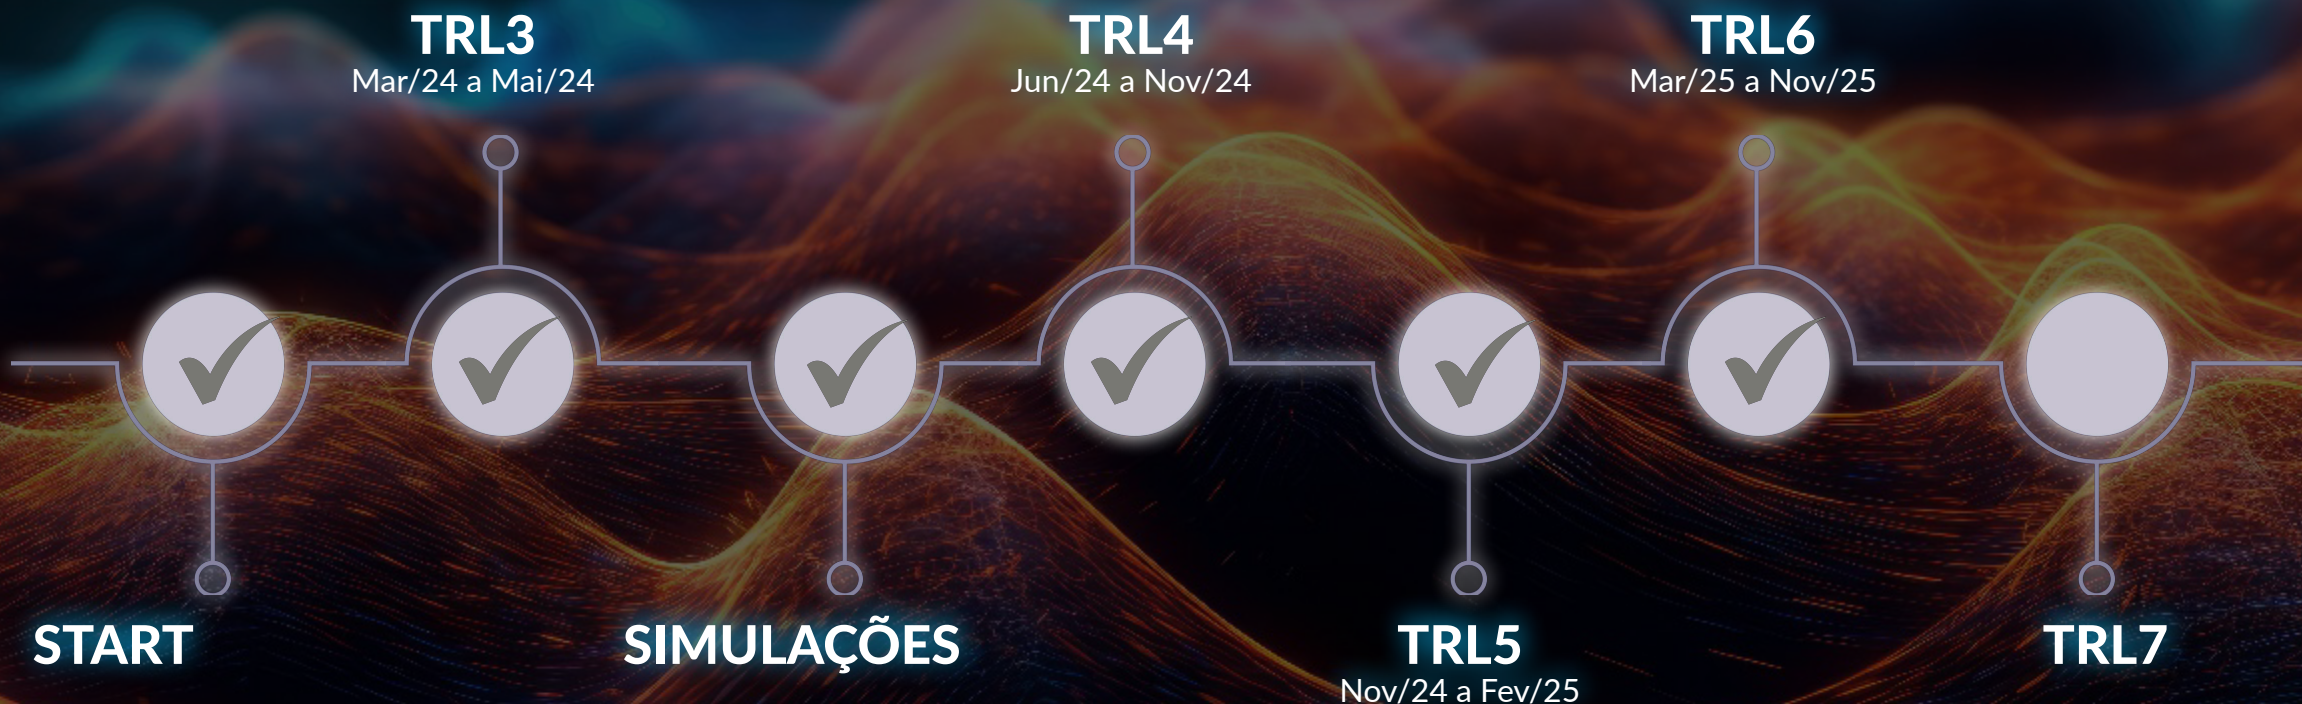 TRL3
Mar/24 a Mai/24
TRL4
Jun/24 a Nov/24
TRL6
Mar/25 a Nov/25
START
SIMULAÇÕES
TRL5
Nov/24 a Fev/25
TRL7